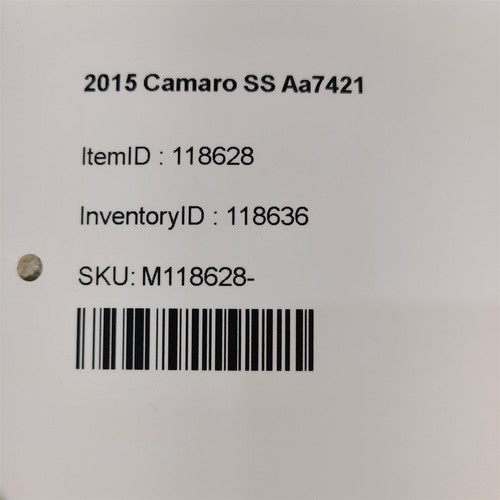 2015 Camaro SS Aa7421
ItemID : 118628
InventoryID : 118636
SKU: M118628-